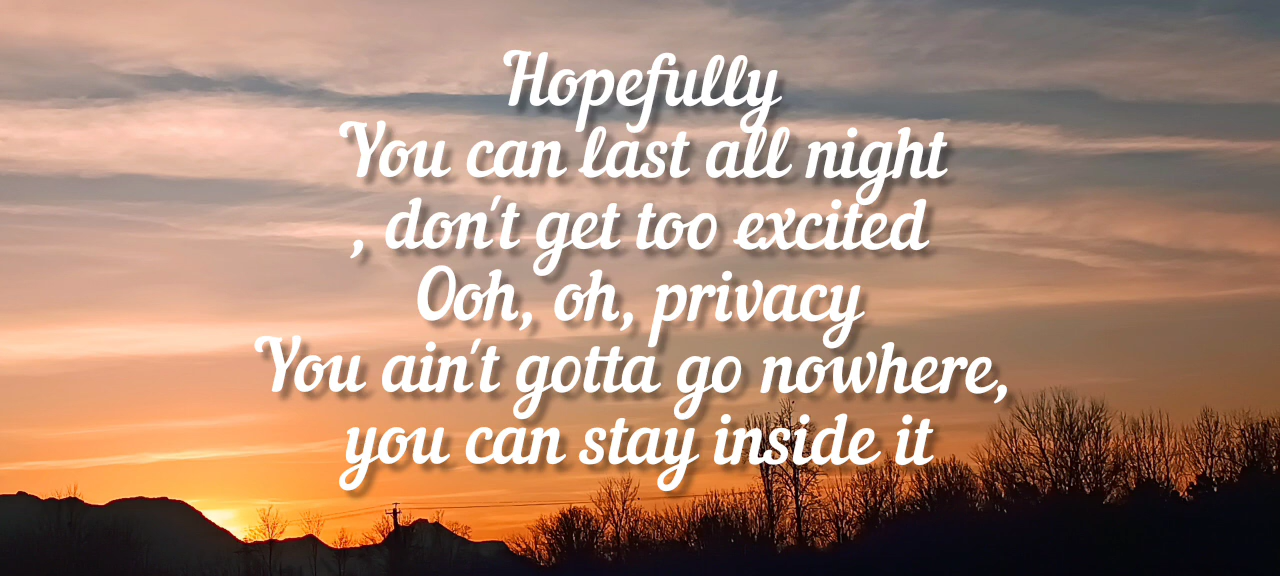 Hopefully
You can last all night
, don't get too excited
Ooh, oh, privacy
You ain't gotta go nowhere,
you can stay inside it